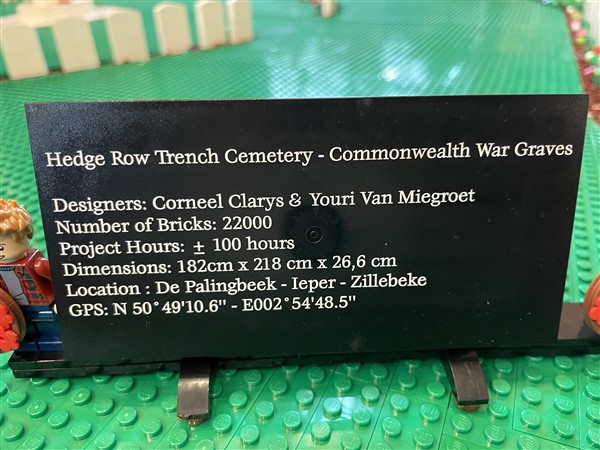 Hedge Row Trench Cemetery - Commonwealth War Graves
Designers: Corneel Clarys & Youri Van Miegroet
Number of Bricks: 22000
Project Hours: ± 100 hours
Dimensions: 182cm x 218 cm x 26,6 cm
Location : De Palingbeek - Ieper - Zillebeke
GPS: N 50°49'10.6" - E002°54'48.5"